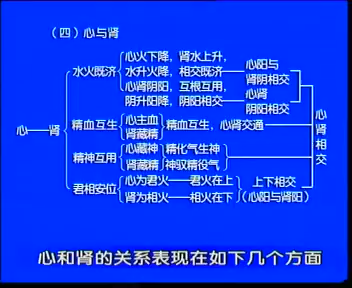 （四）心与肾
心火下降，肾水上升，
水火既济
水升火降，相交既济
心阳与
肾阴相交
心肾阴阳，互根互用，
阴升阳降，阴阳相交
心肾
阴阳相交
心—肾
精血互生
心主血
肾藏精
精血互生，心肾交通
心肾相交
精神互用
心藏神
肾藏精
精化气生神
神驭精役气
君相安位
心为君火——君火在上
肾为相火——相火在下
上下相交
（心阳与肾阳）
心和肾的关系表现在如下几个方面